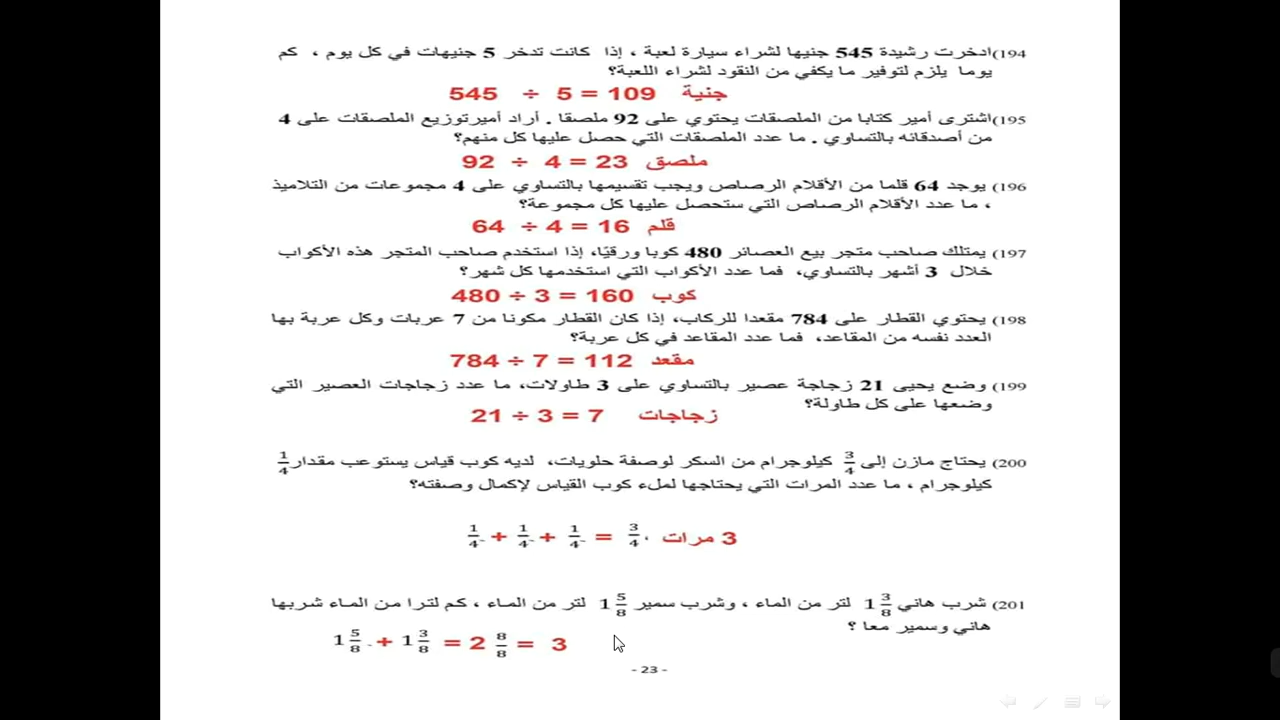 194) ادخرت رشيدة 545 جنيها لشراء سيارة لعبة ، إذا كانت تدخر 5 جنيهات في كل يوم ، كم
يوما يلزم لتوفير ما يكفي من النقود لشراء اللعبة؟
545 ÷ 5 = 109 جنية
195) اشترى أمير كتابا من الملصقات يحتوي على 92 ملصقا . أراد أميرتوزيع الملصقات على 4
من أصدقائه بالتساوي . ما عدد الملصقات التي حصل عليها كل منهم؟
92 ÷ 4 = 23 ملصق
196) يوجد 64 قلما من الأقلام الرصاص ويجب تقسيمها بالتساوي على 4 مجموعات من التلاميذ
، ما عدد الأقلام الرصاص التي ستحصل عليها كل مجموعة؟
64 ÷ 4 = 16 قلم
197) يمتلك صاحب متجر بيع العصائر 480 كوبا ورقيًا، إذا استخدم صاحب المتجر هذه الأكواب
خلال 3 أشهر بالتساوي، فما عدد الأكواب التي استخدمها كل شهر؟
480 ÷ 3 = 160 كوب
198) يحتوي القطار على 784 مقعدا للركاب، إذا كان القطار مكونا من 7 عربات وكل عربة بها
العدد نفسه من المقاعد، فما عدد المقاعد في كل عربة؟
784 ÷ 7 = 112 مقعد
199) وضع يحيى 21 زجاجة عصير بالتساوي على 3 طاولات، ما عدد زجاجات العصير التي
وضعها على كل طاولة؟
21 ÷ 3 = 7 زجاجات
200) يحتاج مازن إلى 3/4 كيلوجرام من السكر لوصفة حلويات، لديه كوب قياس يستوعب مقدار 1/4
كيلوجرام ، ما عدد المرات التي يحتاجها لملء كوب القياس لإكمال وصفته؟
1/4 + 1/4 + 1/4 = 3/4 3 مرات
201) شرب هاني 1 3/8 لتر من الماء ، وشرب سمير 1 5/8 لتر من الماء ، كم لترا من الماء شربها
هاني وسمير معا ؟
1 5/8 + 1 3/8 = 2 8/8 = 3
- 23 -